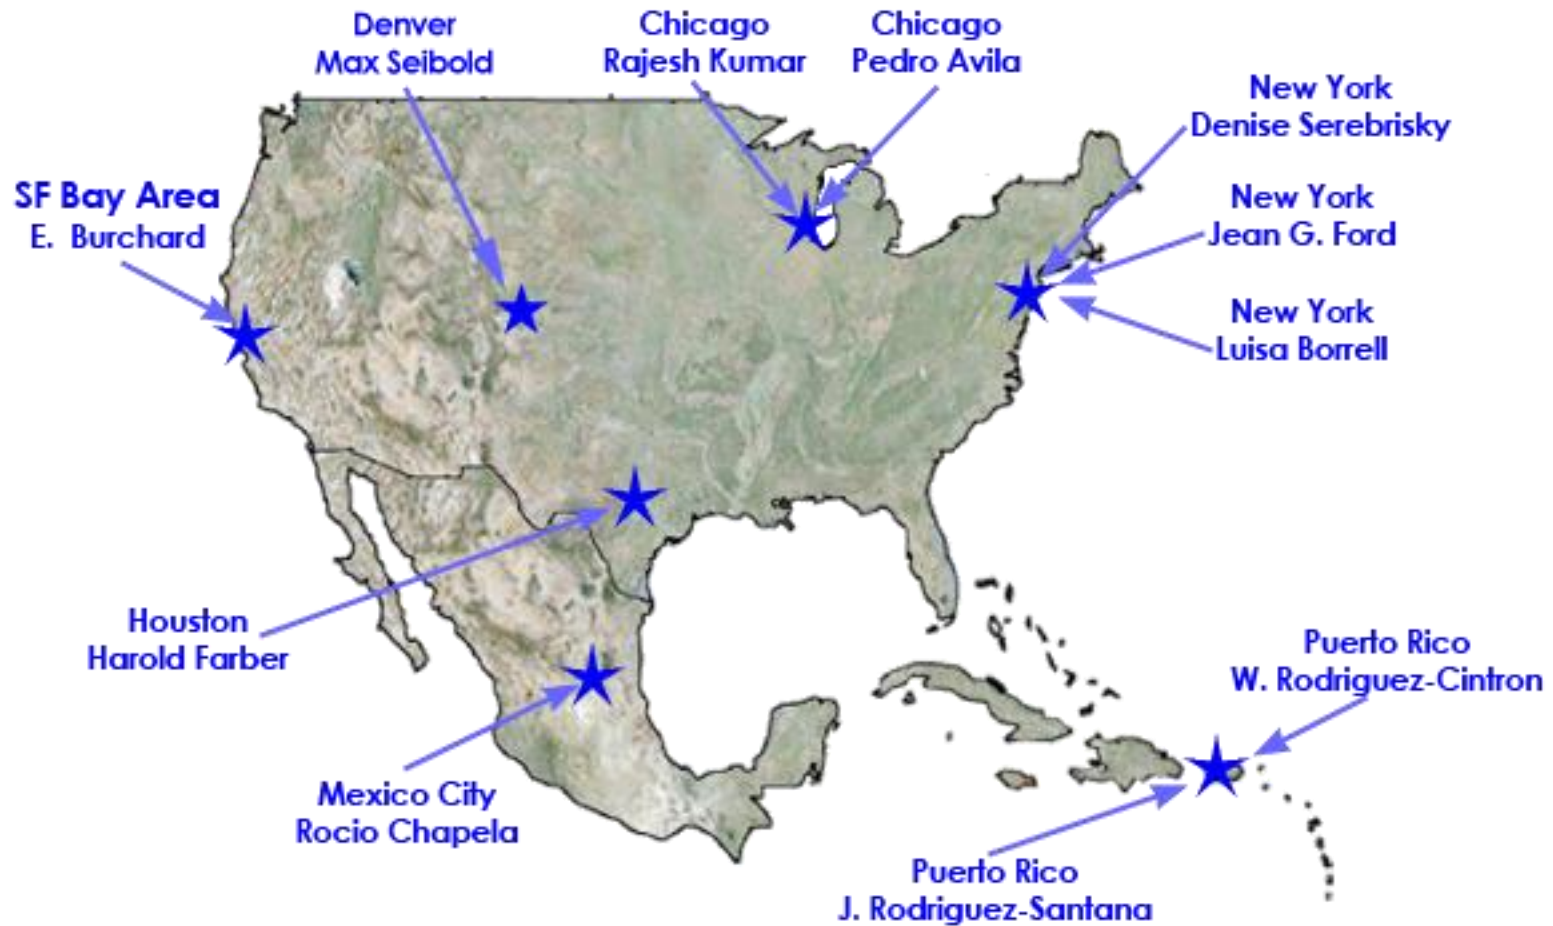 Denver
Max Seibold
Chicago
Rajesh Kumar
Chicago
Pedro Avila
New York
Denise Serebrisky
SF Bay Area
E. Burchard
New York
Jean G. Ford
New York
Luisa Borrell
Houston
Harold Farber
Puerto Rico
W. Rodriguez-Cintron
Mexico City
Rocio Chapela
Puerto Rico
J. Rodriguez-Santana